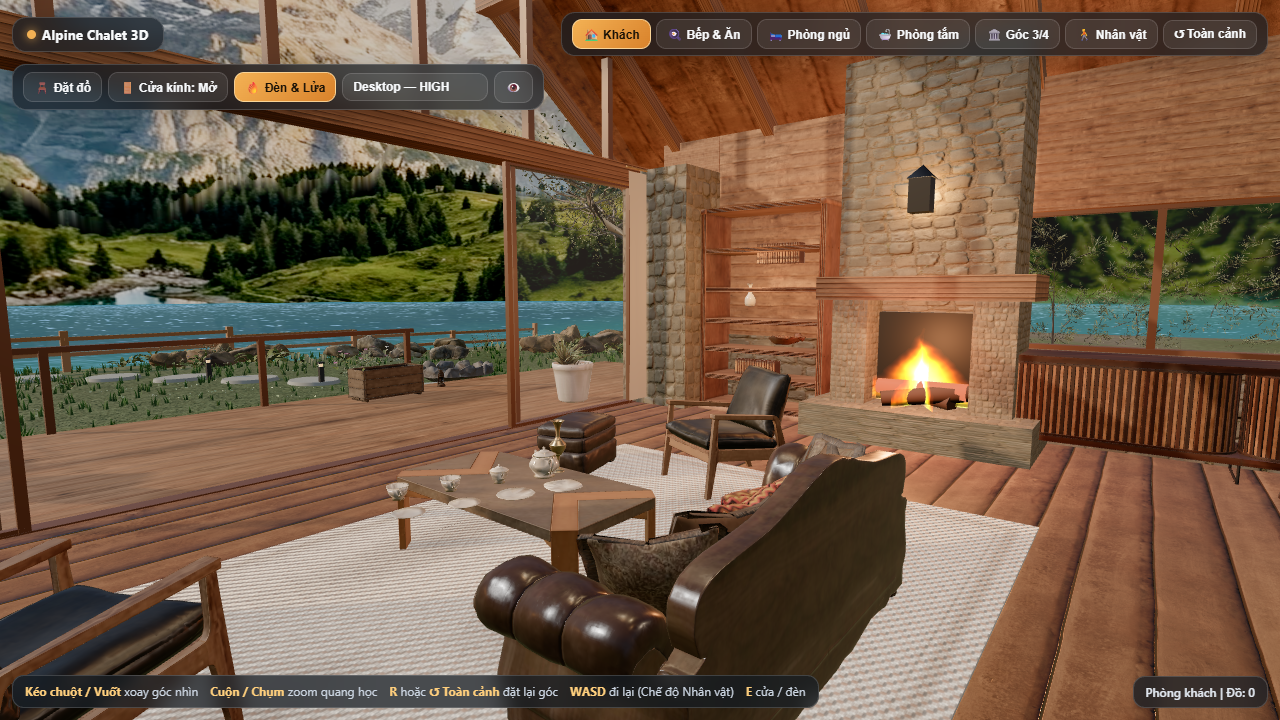 Alpine Chalet 3D
Khách
Bếp & Ăn
Phòng ngủ
Phòng tắm
Góc 3/4
Nhân vật
↺ Toàn cảnh
Đặt đồ
Cửa kính: Mở
Đèn & Lửa
Desktop — HIGH
Kéo chuột / Vuốt xoay góc nhìn Cuộn / Chụm zoom quang học R hoặc ↺ Toàn cảnh đặt lại góc WASD đi lại (Chế độ Nhân vật) E cửa / đèn
Phòng khách | Đồ: 0